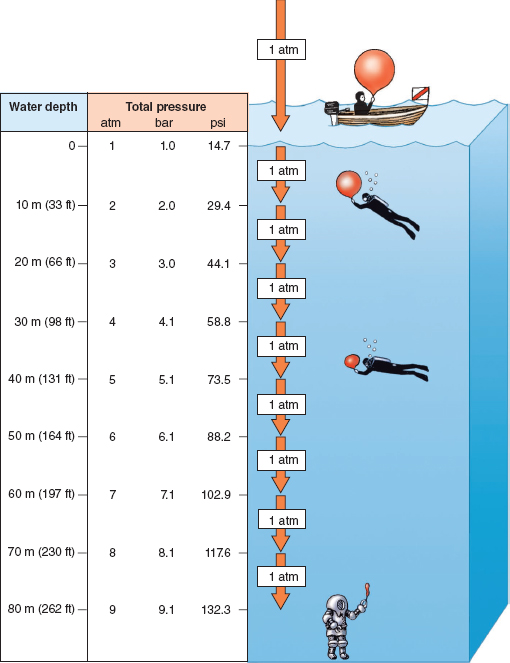 1 atm
Water depth Total pressure
atm bar psi
0 1 1.0 14.7
1 atm
10 m (33 ft) 2 2.0 29.4
1 atm
20 m (66 ft) 3 3.0 44.1
1 atm
30 m (98 ft) 4 4.1 58.8
1 atm
40 m (131 ft) 5 5.1 73.5
1 atm
50 m (164 ft) 6 6.1 88.2
1 atm
60 m (197 ft) 7 7.1 102.9
1 atm
70 m (230 ft) 8 8.1 117.6
1 atm
80 m (262 ft) 9 9.1 132.3